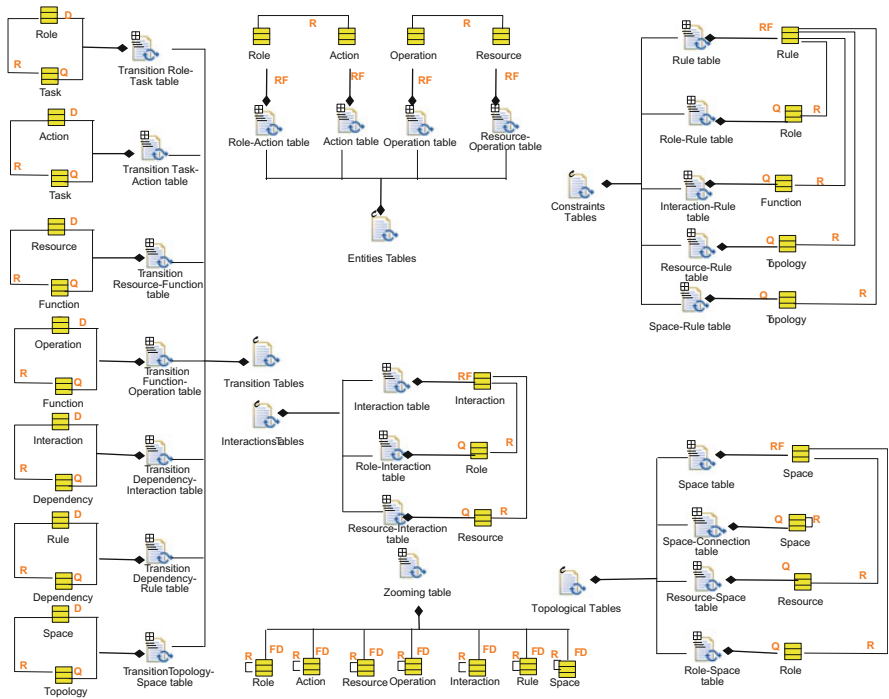 D
Role
R
Q
Task
Transition Role-
Task table
D
Action
R
Q
Task
Transition Task-
Action table
D
Resource
R
Q
Function
Transition
Resource-Function
table
D
Operation
R
Q
Function
Transition
Function-
Operation table
D
Interaction
R
Q
Dependency
Transition
Dependency-
Interaction table
D
Rule
R
Q
Dependency
Transition
Dependency-
Rule table
D
Space
R
Q
Topology
TransitionTopology-
Space table
Transition Tables
R
R
Role
Action
Operation
Resource
RF
RF
RF
RF
Role-Action table
Action table
Operation table
Resource-
Operation table
Entities Tables
InteractionsTables
Interaction table
RF
Interaction
Role-Interaction
table
Q
R
Role
Resource-Interaction
table
Q
R
Resource
Zooming table
R
FD
R
FD
R
FD
R
FD
R
FD
R
FD
R
FD
Role
Action
Resource
Operation
Interaction
Rule
Space
Constraints
Tables
Rule table
RF
Rule
Role-Rule table
Q
R
Role
Interaction-Rule
table
Q
R
Function
Resource-Rule
table
Q
R
Topology
Space-Rule table
Q
R
Topology
Topological Tables
Space table
RF
Space
Space-Connection
table
Q
R
Space
Resource-Space
table
Q
R
Resource
Role-Space
table
Q
R
Role